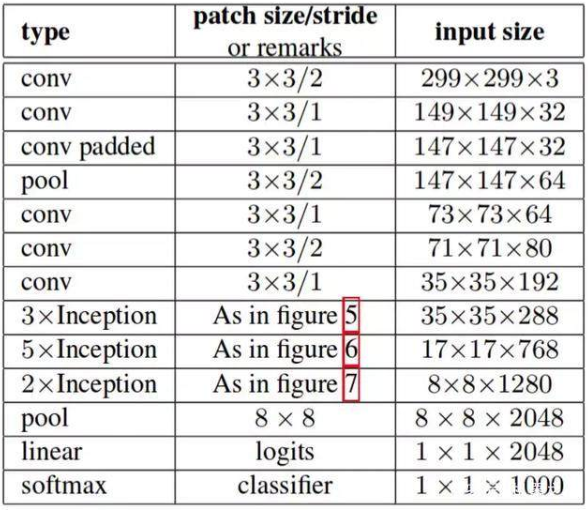 type patch size/stride or remarks input size
conv 3×3/2 299×299×3
conv 3×3/1 149×149×32
conv padded 3×3/1 147×147×32
pool 3×3/2 147×147×64
conv 3×3/1 73×73×64
conv 3×3/2 71×71×80
conv 3×3/1 35×35×192
3×Inception As in figure 5 35×35×288
5×Inception As in figure 6 17×17×768
2×Inception As in figure 7 8×8×1280
pool 8 × 8 8 × 8 × 2048
linear logits 1 × 1 × 2048
softmax classifier 1 × 1 × 1000